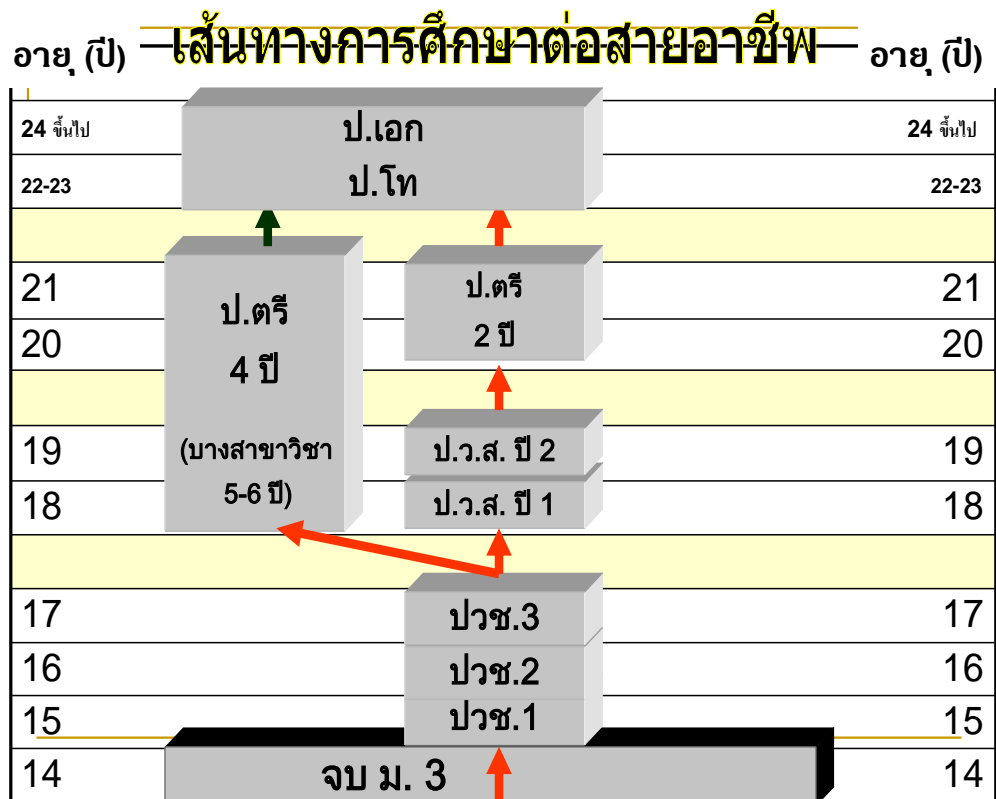 เส้นทางการศึกษาต่อสายอาชีพ
อายุ (ปี) อายุ (ปี)
24 ขึ้นไป ป.เอก 24 ขึ้นไป
22-23 ป.โท 22-23
21 ป.ตรี 21
ป.ตรี
20 2 ปี 20
4 ปี
19 (บางสาขาวิชา ป.ว.ส. ปี 2 19
18 5-6 ปี) ป.ว.ส. ปี 1 18
17 ปวช.3 17
16 ปวช.2 16
15 ปวช.1 15
14 จบ ม. 3 14